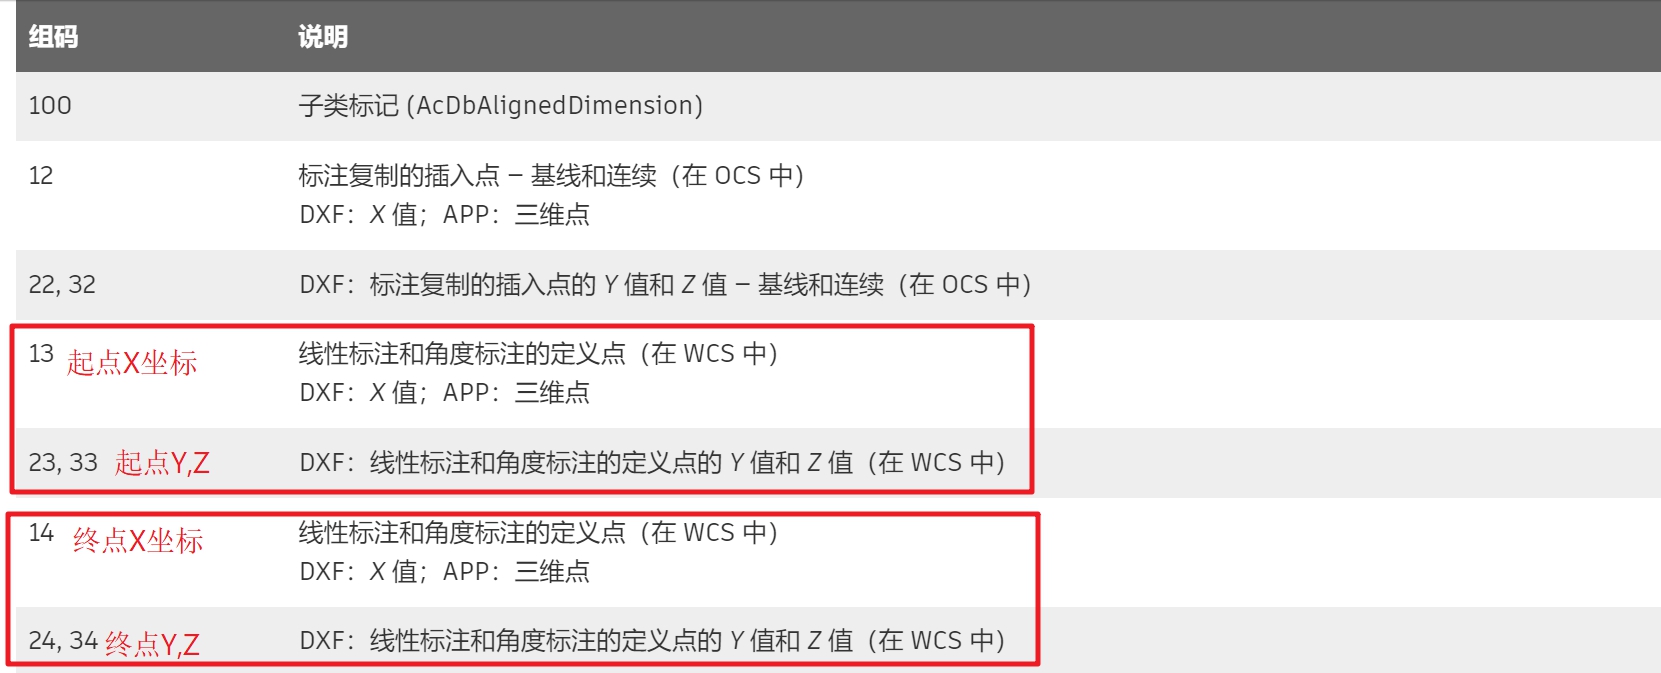 组码 说明
100 子类标记 (AcDbAlignedDimension)
12 标注复制的插入点 – 基线和连续（在 OCS 中）
DXF：X 值；APP：三维点
22, 32 DXF：标注复制的插入点的 Y 值和 Z 值 – 基线和连续（在 OCS 中）
13 起点X坐标 线性标注和角度标注的定义点（在 WCS 中）
DXF：X 值；APP：三维点
23, 33 起点Y,Z DXF：线性标注和角度标注的定义点的 Y 值和 Z 值（在 WCS 中）
14 终点X坐标 线性标注和角度标注的定义点（在 WCS 中）
DXF：X 值；APP：三维点
24, 34 终点Y,Z DXF：线性标注和角度标注的定义点的 Y 值和 Z 值（在 WCS 中）